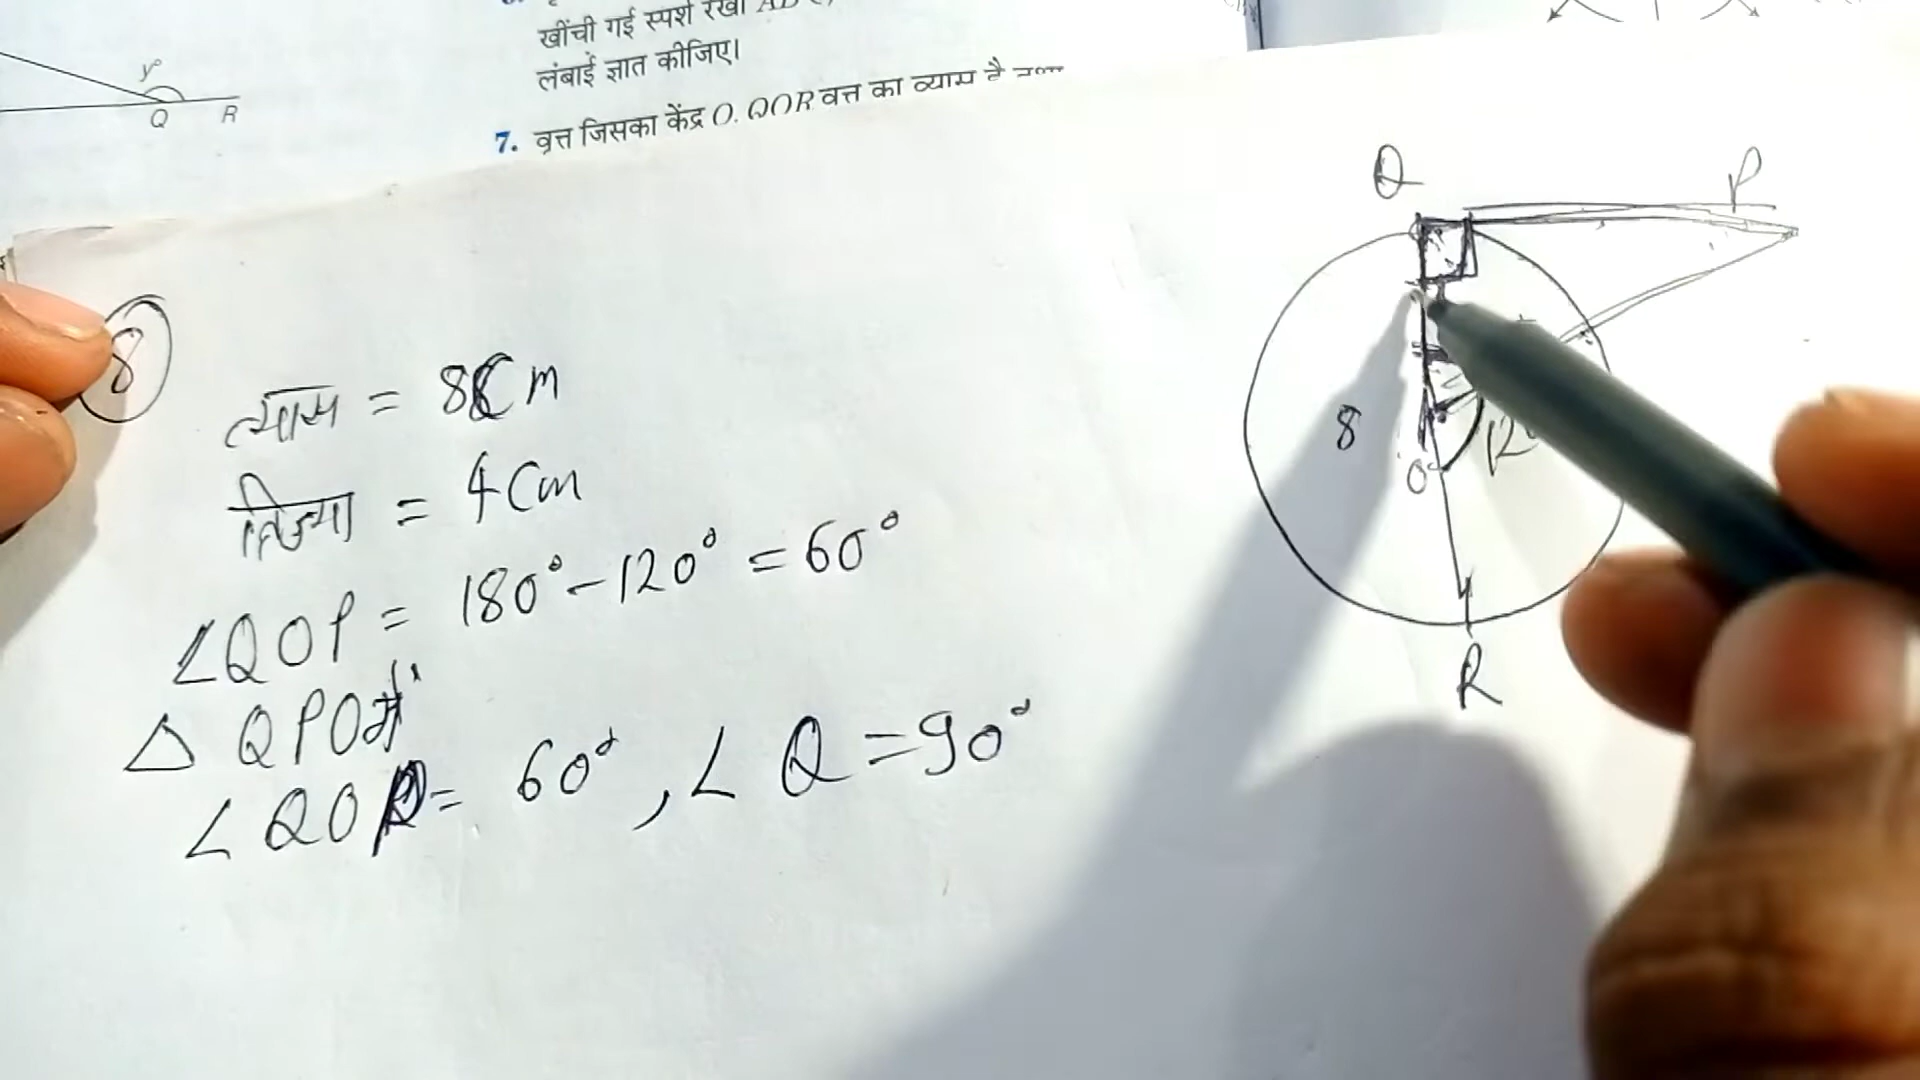 खींची गई स्पर्श रेखा
लंबाई ज्ञात कीजिए।
7. वृत्त जिसका केंद्र O. QOR वृत्त का व्यास है
y°
Q R
8
व्यास = 8Cm
त्रिज्या = 4Cm
∠QOP = 180° - 120° = 60°
△ QPO में
∠QOP = 60°, ∠Q = 90°
Q P
8
O
R